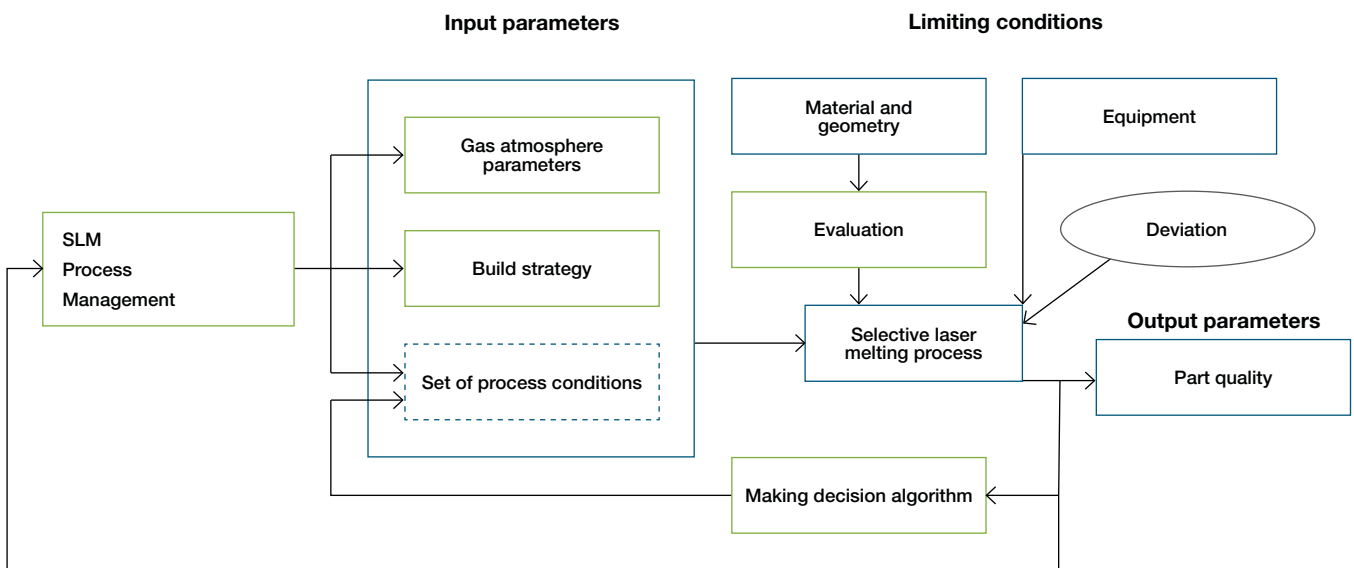 Input parameters
Limiting conditions
Gas atmosphere
parameters
Material and
geometry
Equipment
SLM
Process
Management
Build strategy
Evaluation
Deviation
Set of process conditions
Selective laser
melting process
Output parameters
Part quality
Making decision algorithm